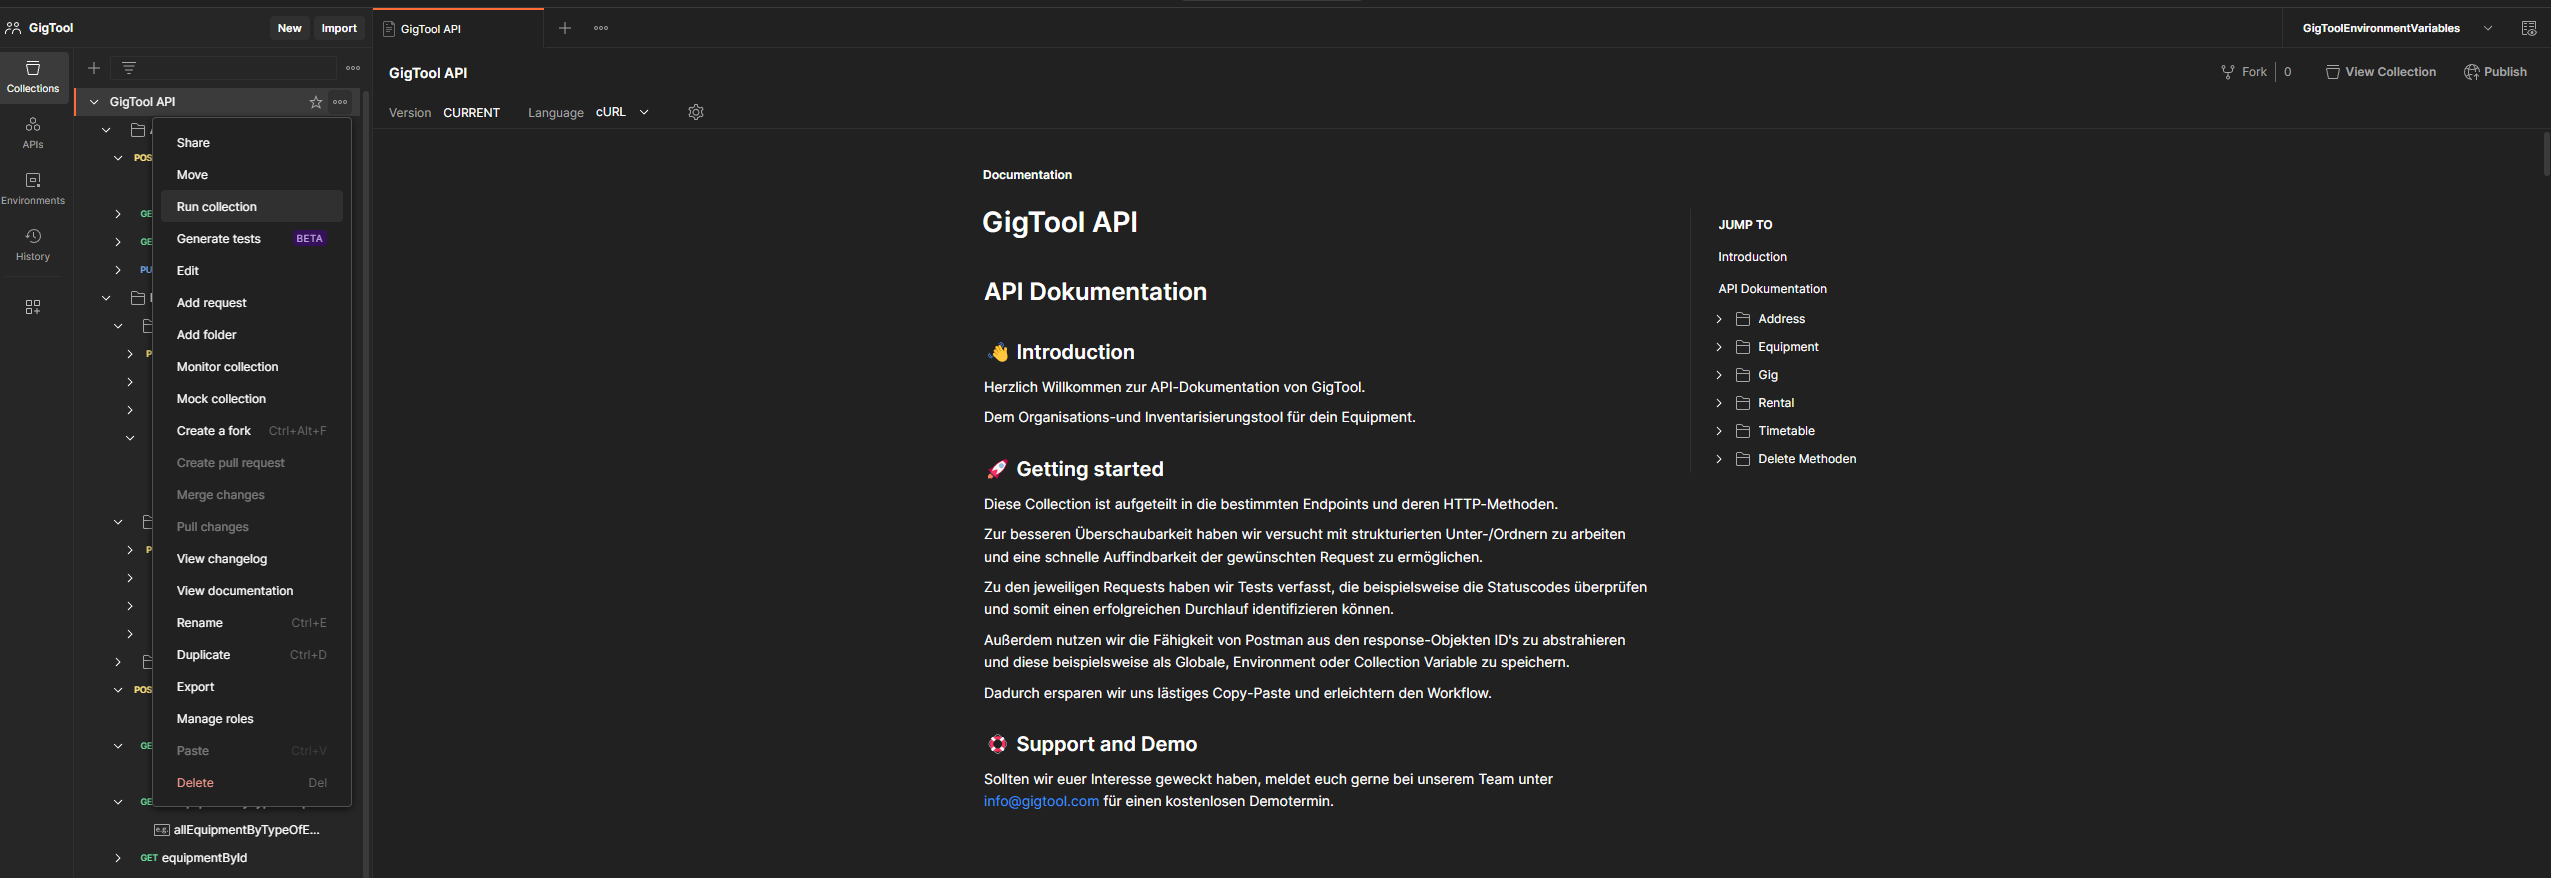 GigTool
New
Import
GigTool API
GigToolEnvironmentVariables
Collections
APIs
Environments
History
GigTool API
POS
GE
GE
PU
P
P
POS
GE
GE
allEquipmentByTypeOfE...
GET equipmentById
Share
Move
Run collection
Generate tests BETA
Edit
Add request
Add folder
Monitor collection
Mock collection
Create a fork Ctrl+Alt+F
Create pull request
Merge changes
Pull changes
View changelog
View documentation
Rename Ctrl+E
Duplicate Ctrl+D
Export
Manage roles
Paste Ctrl+V
Delete Del
GigTool API
Fork 0
View Collection
Publish
Version CURRENT
Language cURL
Documentation
GigTool API
API Dokumentation
👋 Introduction
Herzlich Willkommen zur API-Dokumentation von GigTool.
Dem Organisations-und Inventarisierungstool für dein Equipment.
🚀 Getting started
Diese Collection ist aufgeteilt in die bestimmten Endpoints und deren HTTP-Methoden.
Zur besseren Überschaubarkeit haben wir versucht mit strukturierten Unter-/Ordnern zu arbeiten
und eine schnelle Auffindbarkeit der gewünschten Request zu ermöglichen.
Zu den jeweiligen Requests haben wir Tests verfasst, die beispielsweise die Statuscodes überprüfen
und somit einen erfolgreichen Durchlauf identifizieren können.
Außerdem nutzen wir die Fähigkeit von Postman aus den response-Objekten ID's zu abstrahieren
und diese beispielsweise als Globale, Environment oder Collection Variable zu speichern.
Dadurch ersparen wir uns lästiges Copy-Paste und erleichtern den Workflow.
🛟 Support and Demo
Sollten wir euer Interesse geweckt haben, meldet euch gerne bei unserem Team unter
info@gigtool.com für einen kostenlosen Demotermin.
JUMP TO
Introduction
API Dokumentation
Address
Equipment
Gig
Rental
Timetable
Delete Methoden